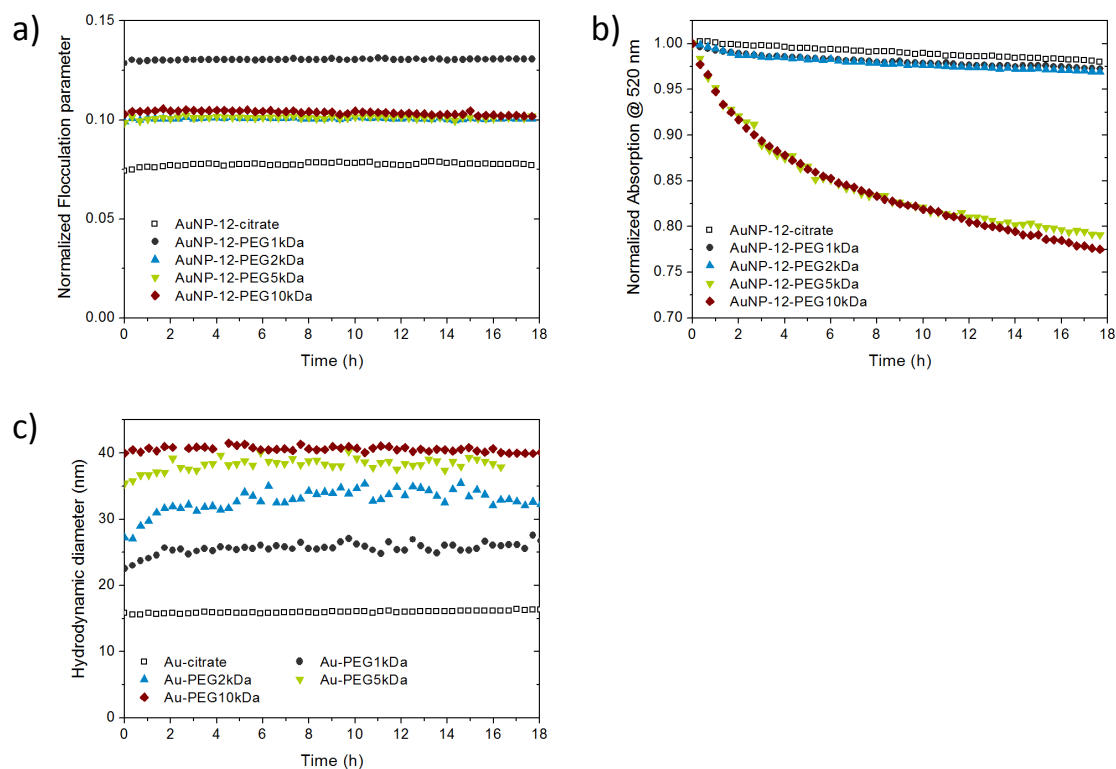 a)
Normalized Flocculation parameter
0.15
0.10
0.05
0.00
AuNP-12-citrate
AuNP-12-PEG1kDa
AuNP-12-PEG2kDa
AuNP-12-PEG5kDa
AuNP-12-PEG10kDa
0 2 4 6 8 10 12 14 16 18
Time (h)
b)
Normalized Absorption @ 520 nm
1.00
0.95
0.90
0.85
0.80
0.75
0.70
AuNP-12-citrate
AuNP-12-PEG1kDa
AuNP-12-PEG2kDa
AuNP-12-PEG5kDa
AuNP-12-PEG10kDa
0 2 4 6 8 10 12 14 16 18
Time (h)
c)
Hydrodynamic diameter (nm)
40
30
20
10
0
Au-citrate Au-PEG1kDa
Au-PEG2kDa Au-PEG5kDa
Au-PEG10kDa
0 2 4 6 8 10 12 14 16 18
Time (h)